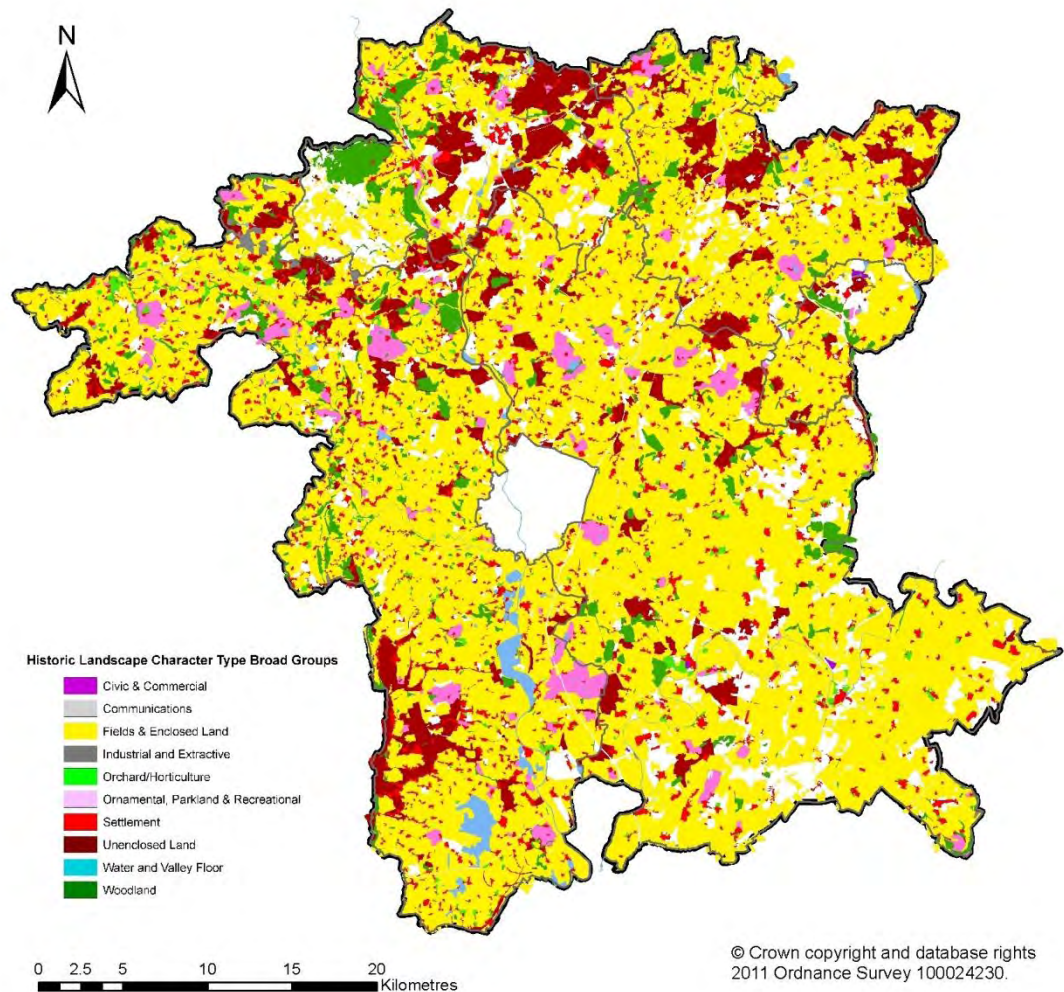 N
Historic Landscape Character Type Broad Groups
Civic & Commercial
Communications
Fields & Enclosed Land
Industrial and Extractive
Orchard/Horticulture
Ornamental, Parkland & Recreational
Settlement
Unenclosed Land
Water and Valley Floor
Woodland
0 2.5 5 10 15 20
Kilometres
© Crown copyright and database rights
2011 Ordnance Survey 100024230.